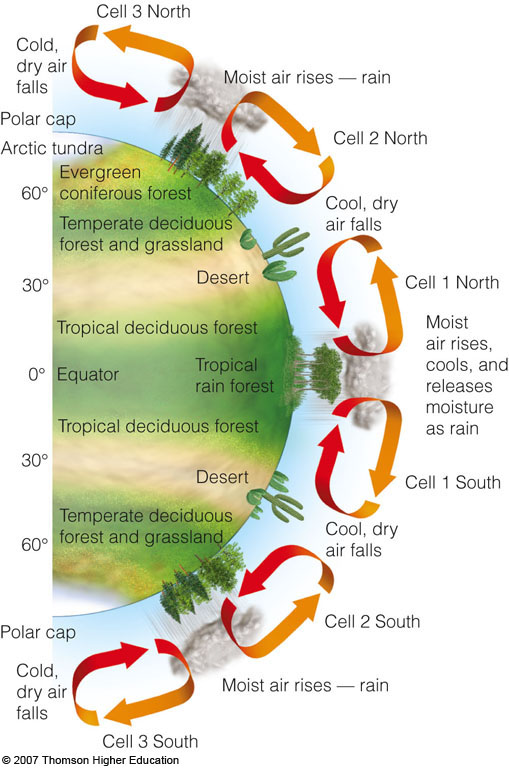 Cell 3 North
Cold,
dry air
falls
Moist air rises — rain
Polar cap
Cell 2 North
Arctic tundra
Evergreen
coniferous forest
60°
Cool, dry
air falls
Temperate deciduous
forest and grassland
Desert
30°
Cell 1 North
Tropical deciduous forest
Moist
air rises,
cools, and
releases
moisture
as rain
0°
Equator
Tropical
rain forest
Tropical deciduous forest
30°
Desert
Cell 1 South
Temperate deciduous
forest and grassland
Cool, dry
air falls
60°
Cell 2 South
Polar cap
Cold,
dry air
falls
Moist air rises — rain
Cell 3 South
© 2007 Thomson Higher Education